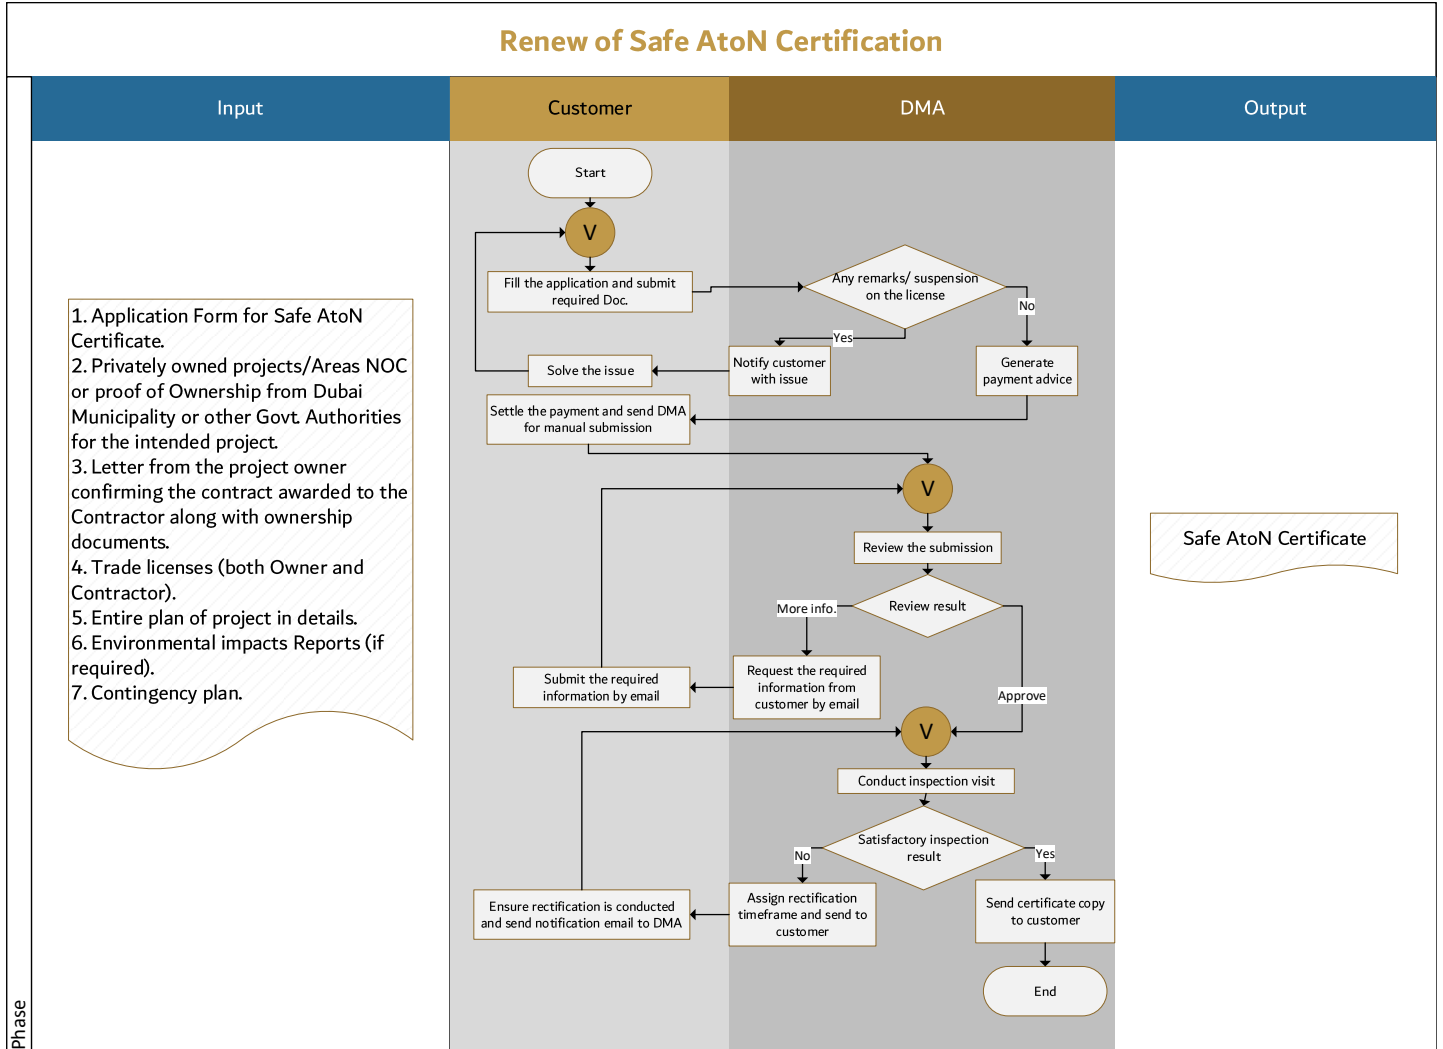 Renew of Safe AtoN Certification
Input
Customer
DMA
Output
Phase
1. Application Form for Safe AtoN
Certificate.
2. Privately owned projects/Areas NOC
or proof of Ownership from Dubai
Municipality or other Govt. Authorities
for the intended project.
3. Letter from the project owner
confirming the contract awarded to the
Contractor along with ownership
documents.
4. Trade licenses (both Owner and
Contractor).
5. Entire plan of project in details.
6. Environmental impacts Reports (if
required).
7. Contingency plan.
Start
V
Fill the application and submit
required Doc.
Any remarks/ suspension
on the license
No
Yes
Notify customer
with issue
Solve the issue
Generate
payment advice
Settle the payment and send DMA
for manual submission
V
Review the submission
Review result
More info.
Request the required
information from
customer by email
Submit the required
information by email
Approve
V
Conduct inspection visit
Satisfactory inspection
result
No
Yes
Assign rectification
timeframe and send to
customer
Ensure rectification is conducted
and send notification email to DMA
Send certificate copy
to customer
End
Safe AtoN Certificate